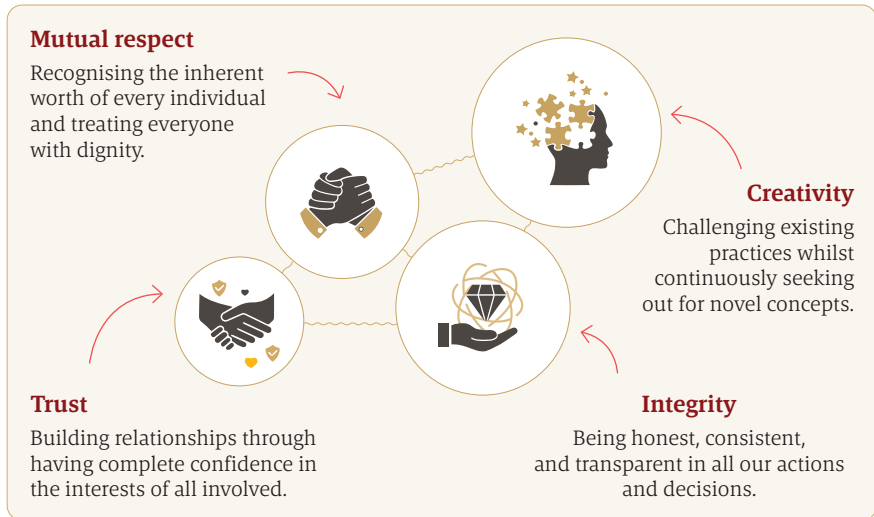 Mutual respect
Recognising the inherent
worth of every individual
and treating everyone
with dignity.
Creativity
Challenging existing
practices whilst
continuously seeking
out for novel concepts.
Trust
Building relationships through
having complete confidence in
the interests of all involved.
Integrity
Being honest, consistent,
and transparent in all our actions
and decisions.